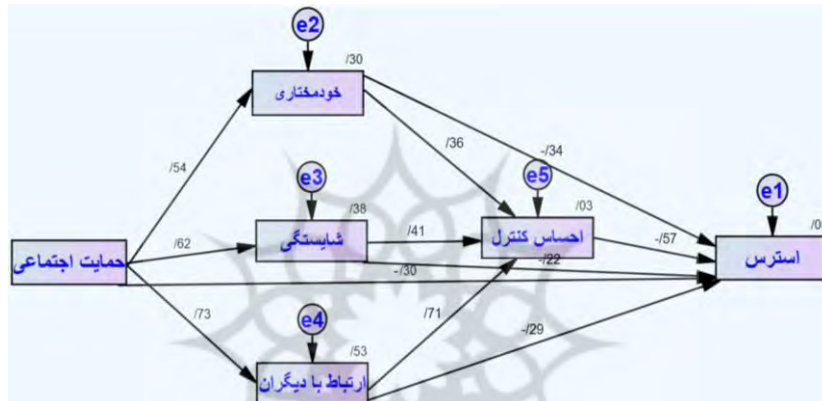 e2
/30
خودمختاری
/54
/36
-/34
e3
e5
/38
/03
e1
شایستگی
/41
احساس کنترل
/62
-/57
استرس
حمایت اجتماعی
-/30
-/22
/73
e4
/71
-/29
/53
ارتباط با دیگران